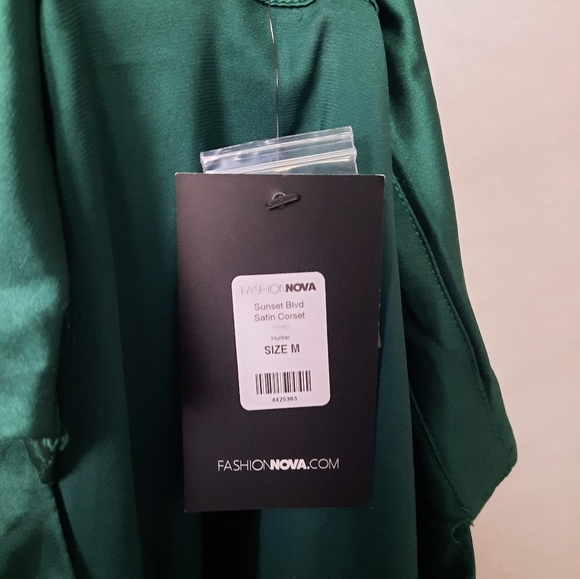 FASHIONNOVA
Sunset Blvd
Satin Corset
Hunter
SIZE M
4425363
FASHIONNOVA.COM